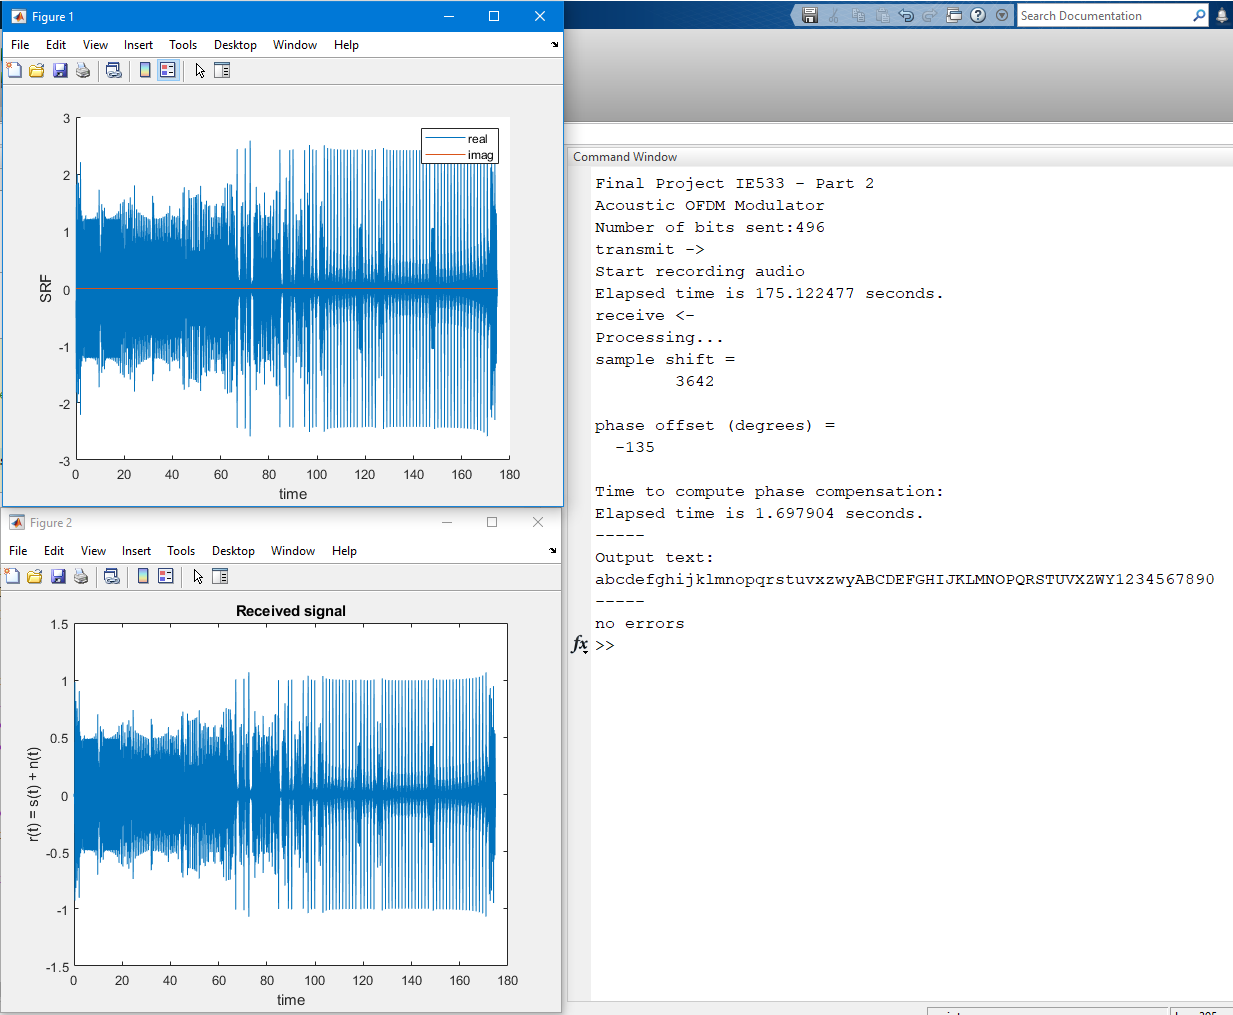 Figure 1
File Edit View Insert Tools Desktop Window Help
3
2
1
0
-1
-2
-3
SRF
real
imag
0 20 40 60 80 100 120 140 160 180
time
Figure 2
File Edit View Insert Tools Desktop Window Help
Received signal
1.5
1
0.5
0
-0.5
-1
-1.5
r(t) = s(t) + n(t)
0 20 40 60 80 100 120 140 160 180
time
Search Documentation
Command Window
Final Project IE533 - Part 2
Acoustic OFDM Modulator
Number of bits sent:496
transmit ->
Start recording audio
Elapsed time is 175.122477 seconds.
receive <-
Processing...
sample shift =
3642
phase offset (degrees) =
-135
Time to compute phase compensation:
Elapsed time is 1.697904 seconds.
-----
Output text:
abcdefghijklmnopqrstuvxzwyABCDEFGHIJKLMNOPQRSTUVXZWY1234567890
-----
no errors
fx >>